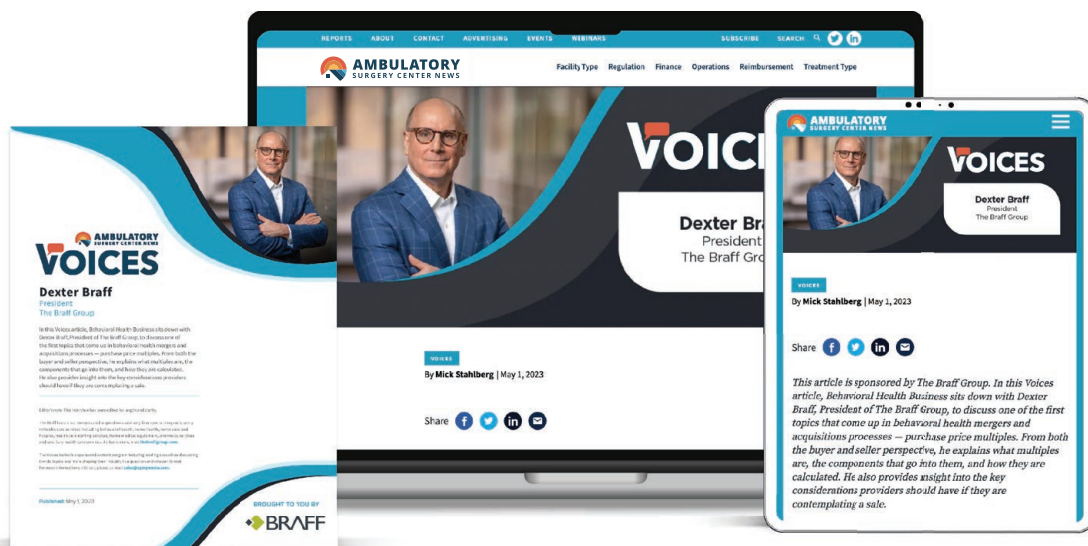 REPORTS ABOUT CONTACT ADVERTISING EVENTS WEBINARS SUBSCRIBE SEARCH
AMBULATORY
SURGERY CENTER NEWS
Facility Type Regulation Finance Operations Reimbursement Treatment Type
VOIC
Dexter Bra
President
The Braff Gro
VOICES
By Mick Stahlberg | May 1, 2023
Share
AMBULATORY
SURGERY CENTER NEWS
VOICES
Dexter Braff
President
The Braff Group
In this Voices article, Behavioral Health Business sits down with
Dexter Braff, President of The Braff Group, to discuss one of
the first topics that come up in behavioral health mergers and
acquisitions processes — purchase price multiples. From both the
buyer and seller perspective, he explains what multiples are, the
components that go into them, and how they are calculated.
He also provides insight into the key considerations providers
should have if they are contemplating a sale.
Published: May 1, 2023
BROUGHT TO YOU BY
BRAFF
AMBULATORY
SURGERY CENTER NEWS
VOICES
Dexter Braff
President
The Braff Group
VOICES
By Mick Stahlberg | May 1, 2023
Share
This article is sponsored by The Braff Group. In this Voices
article, Behavioral Health Business sits down with Dexter
Braff, President of The Braff Group, to discuss one of the first
topics that come up in behavioral health mergers and
acquisitions processes — purchase price multiples. From both
the buyer and seller perspective, he explains what multiples
are, the components that go into them, and how they are
calculated. He also provides insight into the key
considerations providers should have if they are
contemplating a sale.